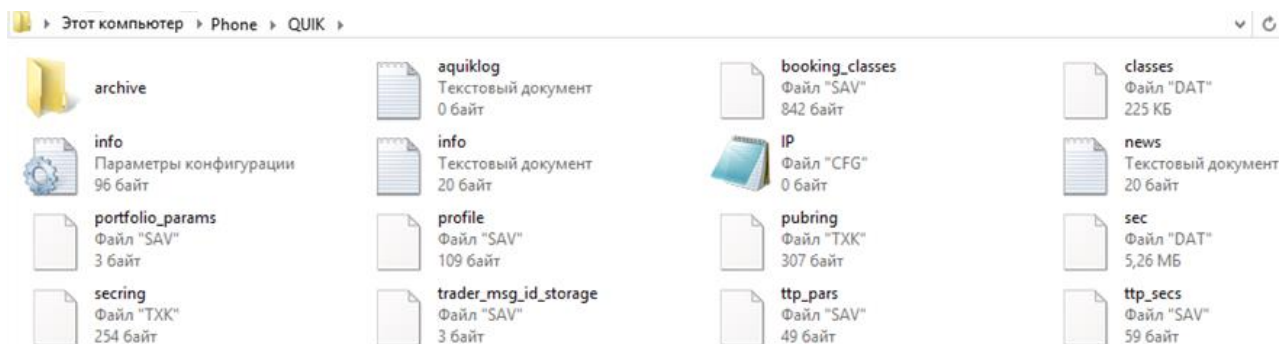 Этот компьютер Phone QUIK
archive
aquiklog
Текстовый документ
0 байт
booking_classes
Файл "SAV"
842 байт
classes
Файл "DAT"
225 КБ
info
Параметры конфигурации
96 байт
info
Текстовый документ
20 байт
IP
Файл "CFG"
0 байт
news
Текстовый документ
20 байт
portfolio_params
Файл "SAV"
3 байт
profile
Файл "SAV"
109 байт
pubring
Файл "TXK"
307 байт
sec
Файл "DAT"
5,26 МБ
secring
Файл "TXK"
254 байт
trader_msg_id_storage
Файл "SAV"
3 байт
ttp_pars
Файл "SAV"
49 байт
ttp_secs
Файл "SAV"
59 байт